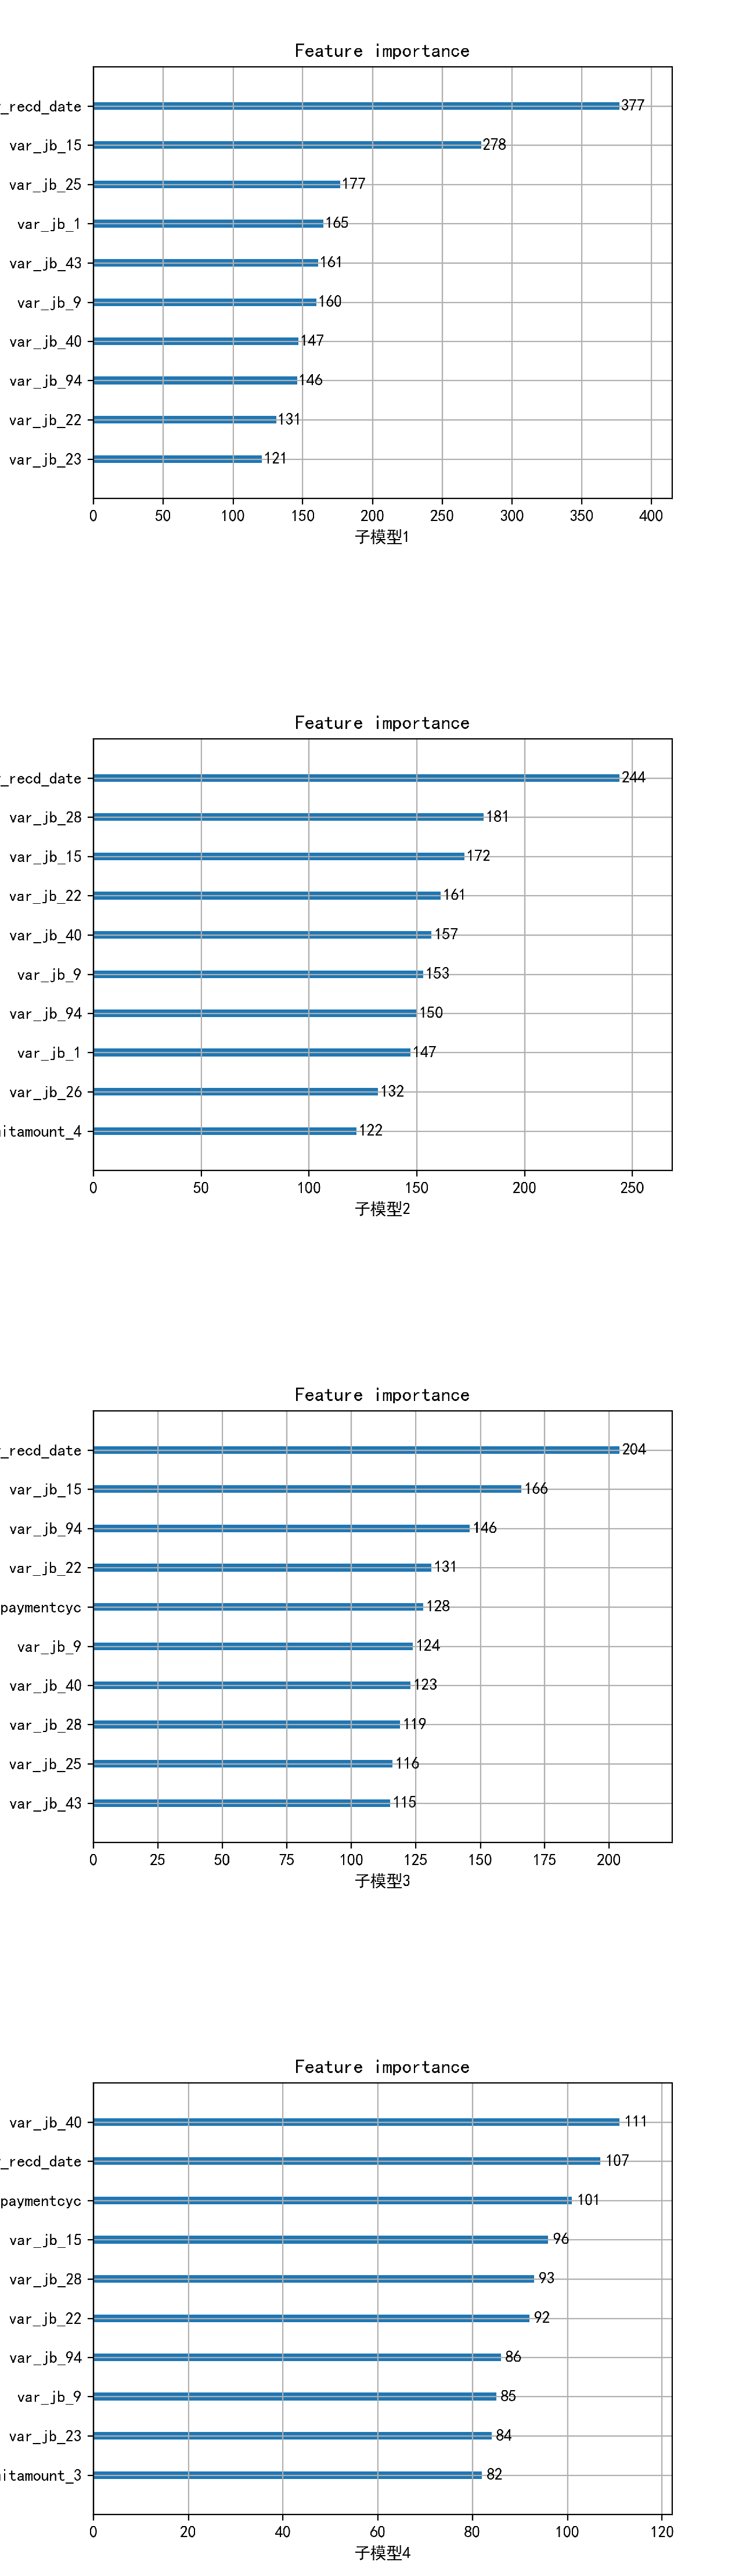 Feature importance
_recd_date 377
var_jb_15 278
var_jb_25 177
var_jb_1 165
var_jb_43 161
var_jb_9 160
var_jb_40 147
var_jb_94 146
var_jb_22 131
var_jb_23 121
0 50 100 150 200 250 300 350 400
子模型1
Feature importance
_recd_date 244
var_jb_28 181
var_jb_15 172
var_jb_22 161
var_jb_40 157
var_jb_9 153
var_jb_94 150
var_jb_1 147
var_jb_26 132
itamount_4 122
0 50 100 150 200 250
子模型2
Feature importance
_recd_date 204
var_jb_15 166
var_jb_94 146
var_jb_22 131
paymentcyc 128
var_jb_9 124
var_jb_40 123
var_jb_28 119
var_jb_25 116
var_jb_43 115
0 25 50 75 100 125 150 175 200
子模型3
Feature importance
var_jb_40 111
_recd_date 107
paymentcyc 101
var_jb_15 96
var_jb_28 93
var_jb_22 92
var_jb_94 86
var_jb_9 85
var_jb_23 84
itamount_3 82
0 20 40 60 80 100 120
子模型4